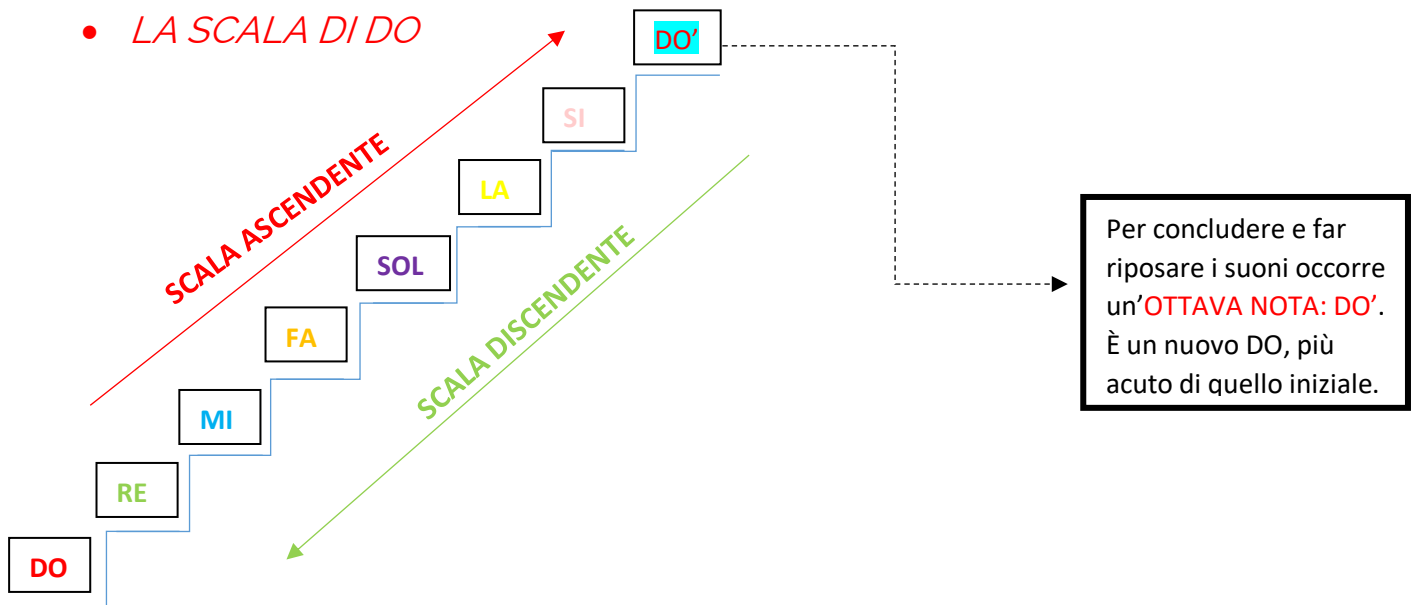 • LA SCALA DI DO
DO’
SI
LA
SOL
FA
MI
RE
DO
SCALA ASCENDENTE
SCALA DISCENDENTE
Per concludere e far
riposare i suoni occorre
un’OTTAVA NOTA: DO’.
È un nuovo DO, più
acuto di quello iniziale.